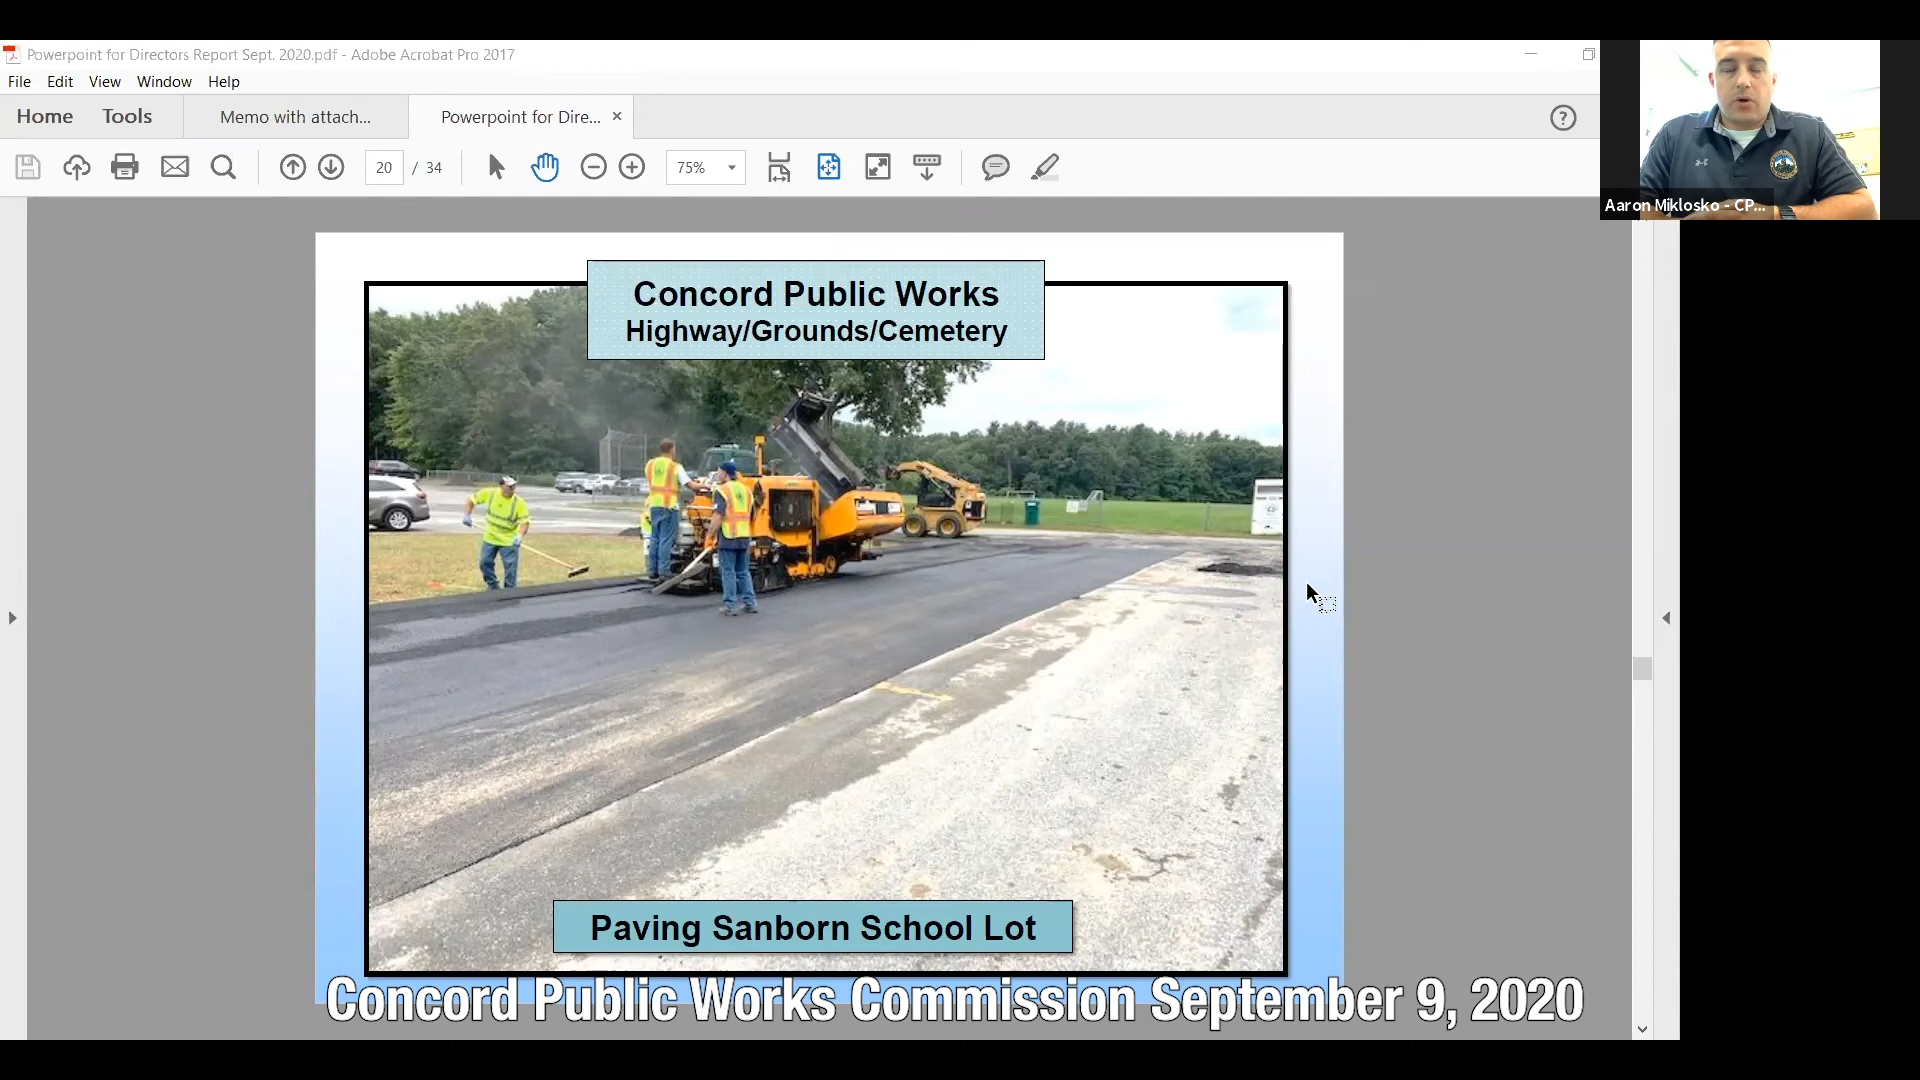 Powerpoint for Directors Report Sept. 2020.pdf - Adobe Acrobat Pro 2017
File Edit View Window Help
Home Tools Memo with attach... Powerpoint for Dire... ×
20 / 34 75%
Aaron Miklosko - CP...
Concord Public Works
Highway/Grounds/Cemetery
Paving Sanborn School Lot
Concord Public Works Commission September 9, 2020